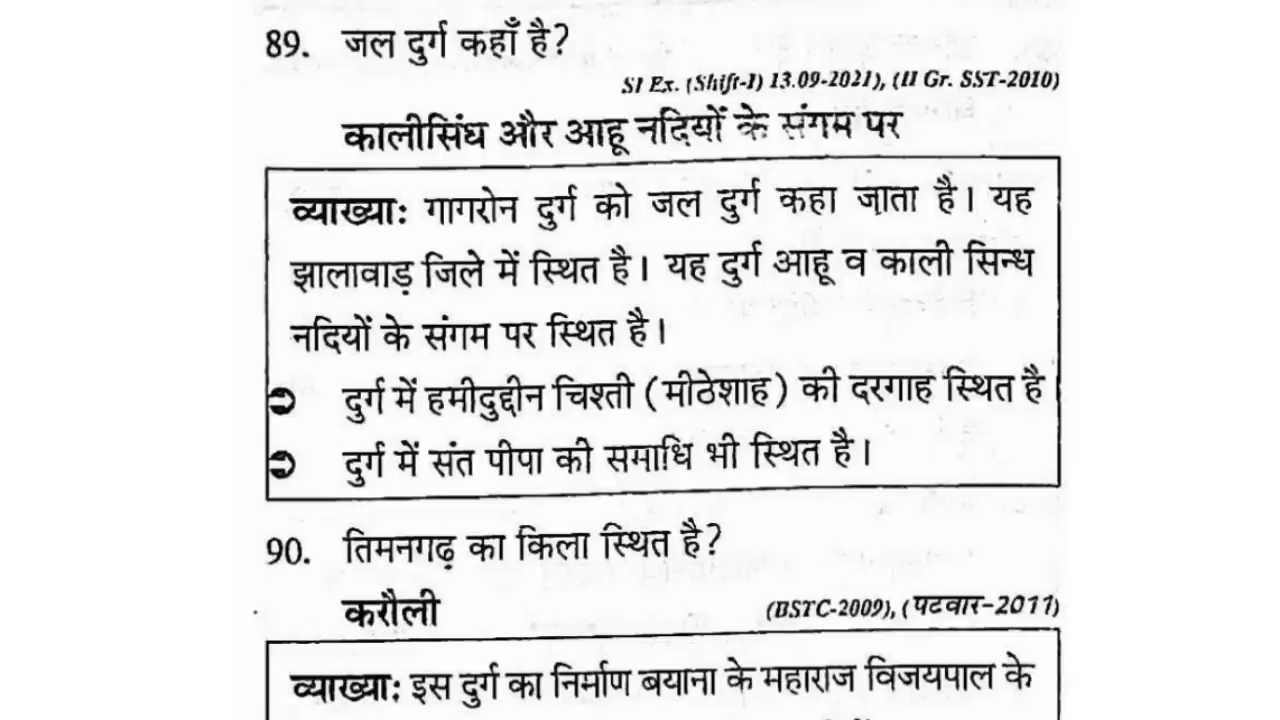 89. जल दुर्ग कहाँ है?
SI Ex. (Shift-I) 13.09-2021), (II Gr. SST-2010)
कालीसिंध और आहू नदियों के संगम पर
व्याख्या: गागरोन दुर्ग को जल दुर्ग कहा जाता है। यह
झालावाड़ जिले में स्थित है। यह दुर्ग आहू व काली सिन्ध
नदियों के संगम पर स्थित है।
➲ दुर्ग में हमीदुद्दीन चिश्ती (मीठेशाह) की दरगाह स्थित है
➲ दुर्ग में संत पीपा की समाधि भी स्थित है।
90. तिमनगढ़ का किला स्थित है?
करौली (BSTC-2009), (पटवार-2011)
व्याख्या: इस दुर्ग का निर्माण बयाना के महाराज विजयपाल के